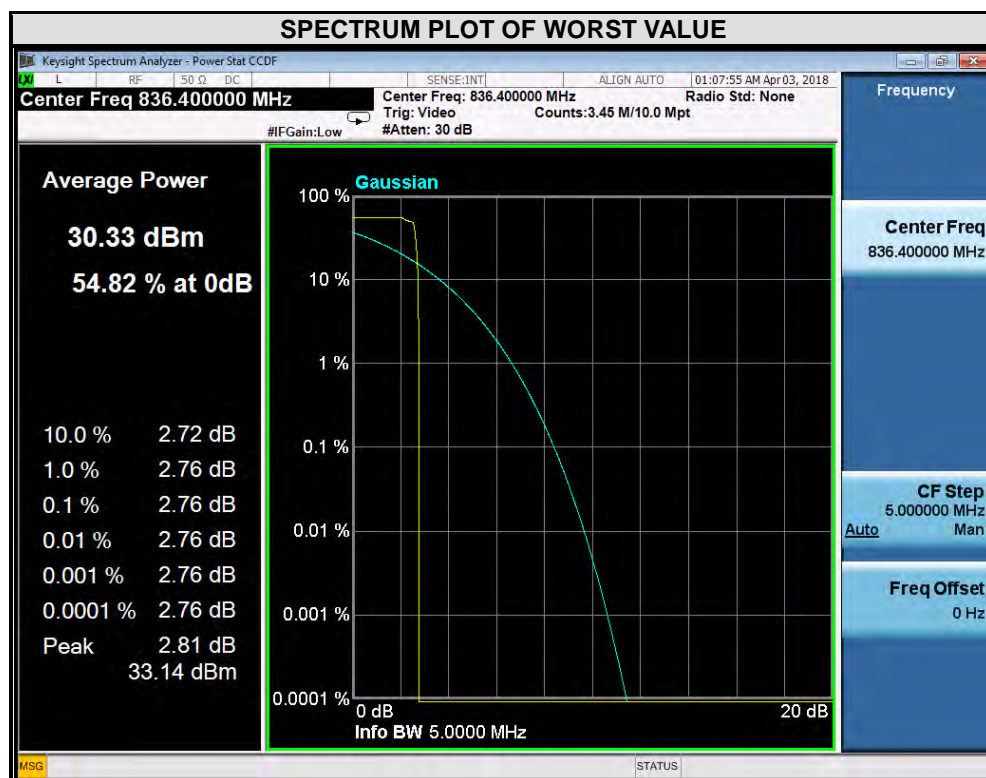 SPECTRUM PLOT OF WORST VALUE
Keysight Spectrum Analyzer - Power Stat CCDF
LXI L RF 50 Ω DC SENSE:INT ALIGN AUTO 01:07:55 AM Apr 03, 2018
Center Freq 836.400000 MHz
Center Freq: 836.400000 MHz Radio Std: None
Trig: Video Counts:3.45 M/10.0 Mpt
#IFGain:Low #Atten: 30 dB
Average Power
30.33 dBm
54.82 % at 0dB
10.0 % 2.72 dB
1.0 % 2.76 dB
0.1 % 2.76 dB
0.01 % 2.76 dB
0.001 % 2.76 dB
0.0001 % 2.76 dB
Peak 2.81 dB
33.14 dBm
Gaussian
100 %
10 %
1 %
0.1 %
0.01 %
0.001 %
0.0001 %
0 dB 20 dB
Info BW 5.0000 MHz
Frequency
Center Freq
836.400000 MHz
CF Step
5.000000 MHz
Auto Man
Freq Offset
0 Hz
MSG STATUS